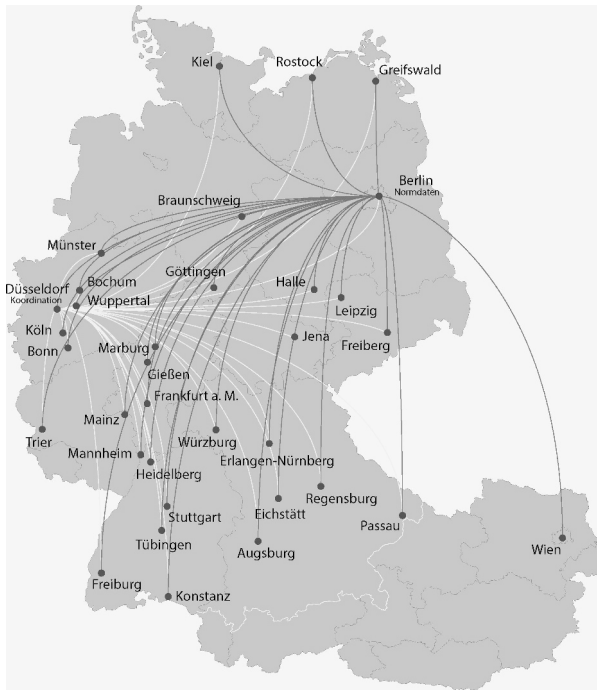 Kiel
Rostock
Greifswald
Berlin
Normdaten
Braunschweig
Münster
Göttingen
Halle
Düsseldorf
Koordination
Bochum
Wuppertal
Leipzig
Köln
Bonn
Marburg
Jena
Freiberg
Gießen
Frankfurt a. M.
Mainz
Trier
Würzburg
Mannheim
Erlangen-Nürnberg
Heidelberg
Regensburg
Stuttgart
Eichstätt
Passau
Tübingen
Augsburg
Wien
Freiburg
Konstanz